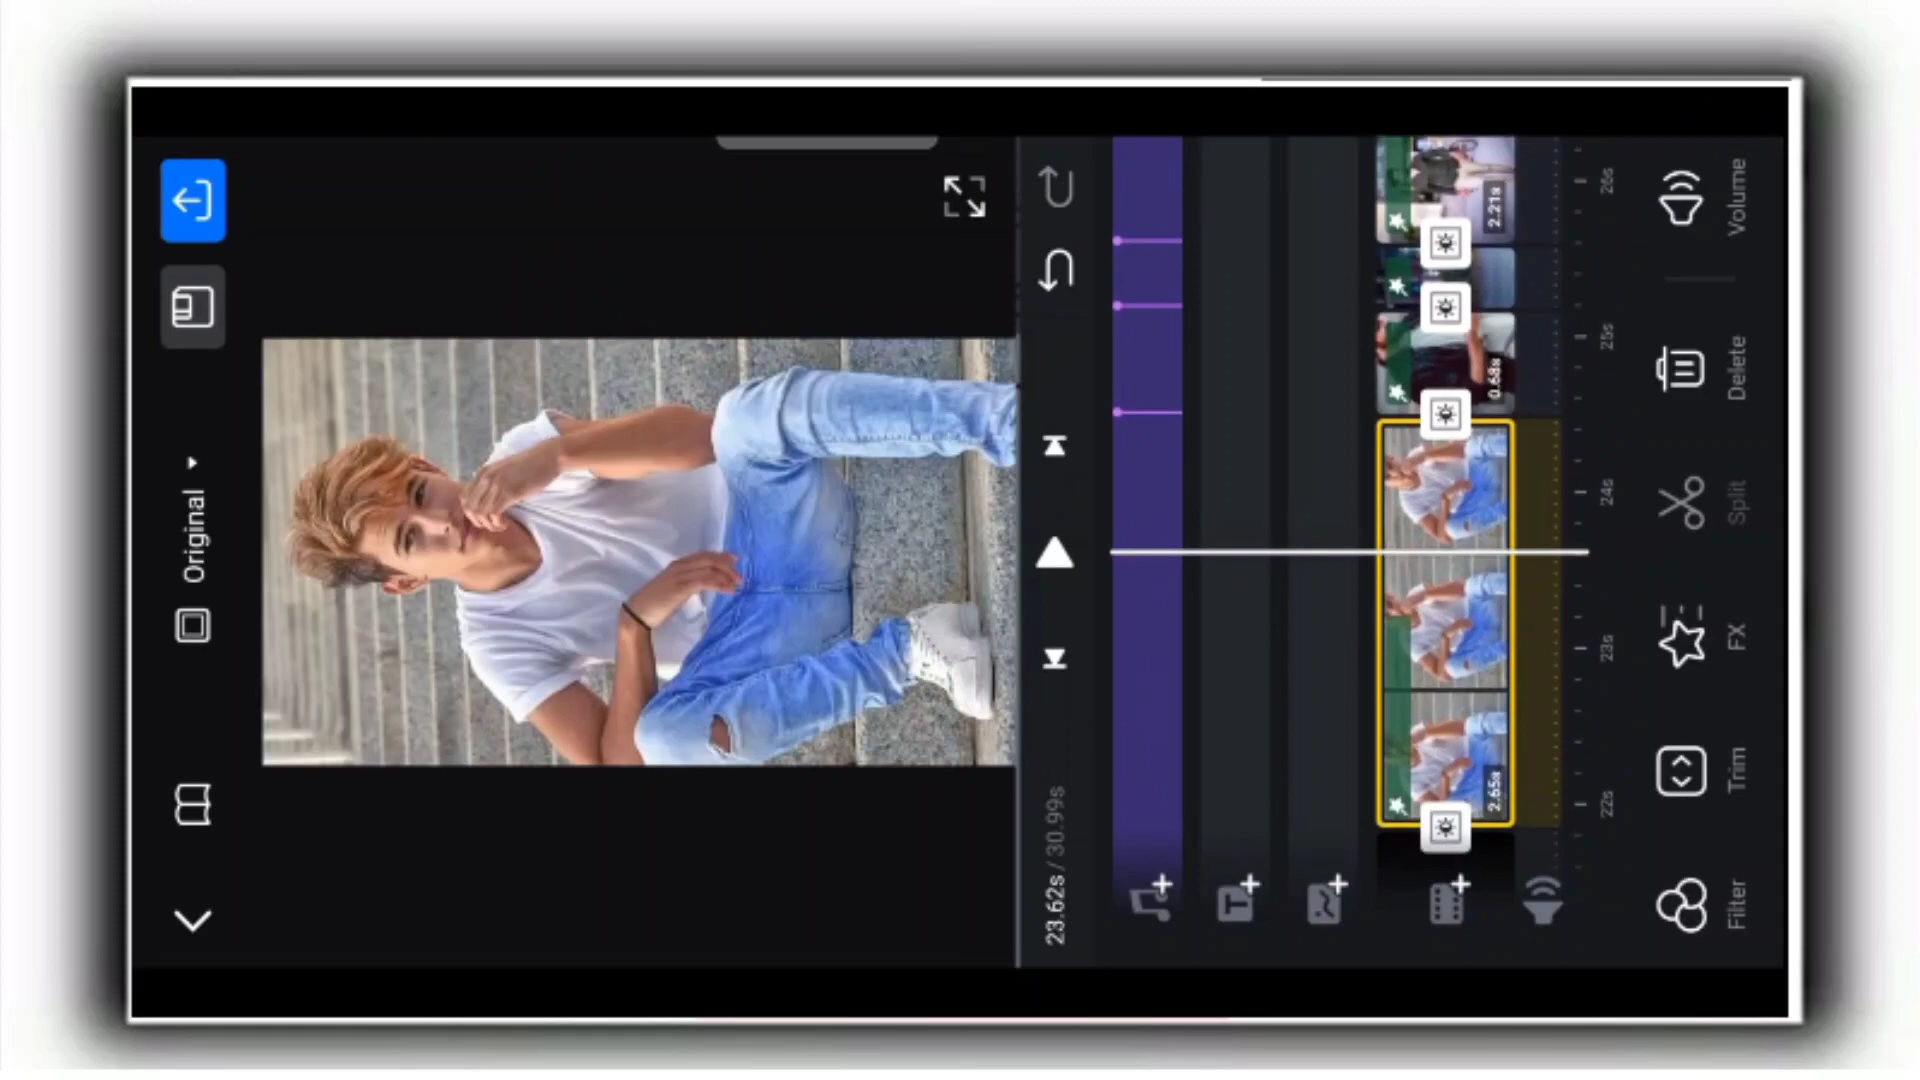 Original
23.62s / 30.99s
T
2.65s
0.68s
2.21s
22s
23s
24s
25s
26s
Filter
Trim
FX
Split
Delete
Volume